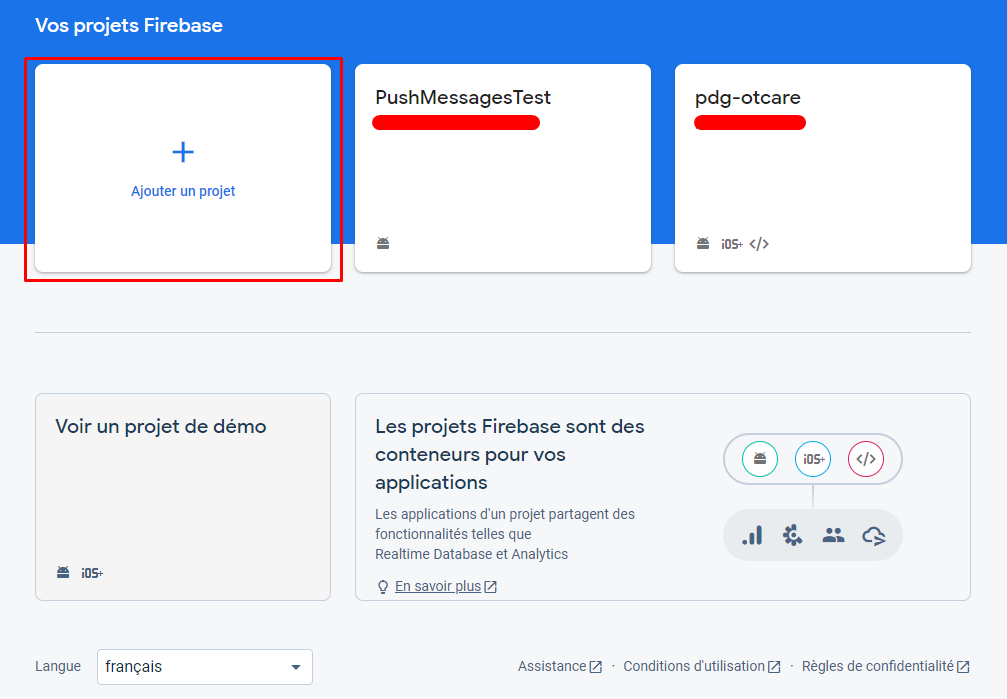 Vos projets Firebase
Ajouter un projet
PushMessagesTest
pdg-otcare
iOS+ </>
Voir un projet de démo
iOS+
Les projets Firebase sont des
conteneurs pour vos
applications
Les applications d'un projet partagent des
fonctionnalités telles que
Realtime Database et Analytics
En savoir plus
iOS+ </>
Langue français
Assistance · Conditions d'utilisation · Règles de confidentialité